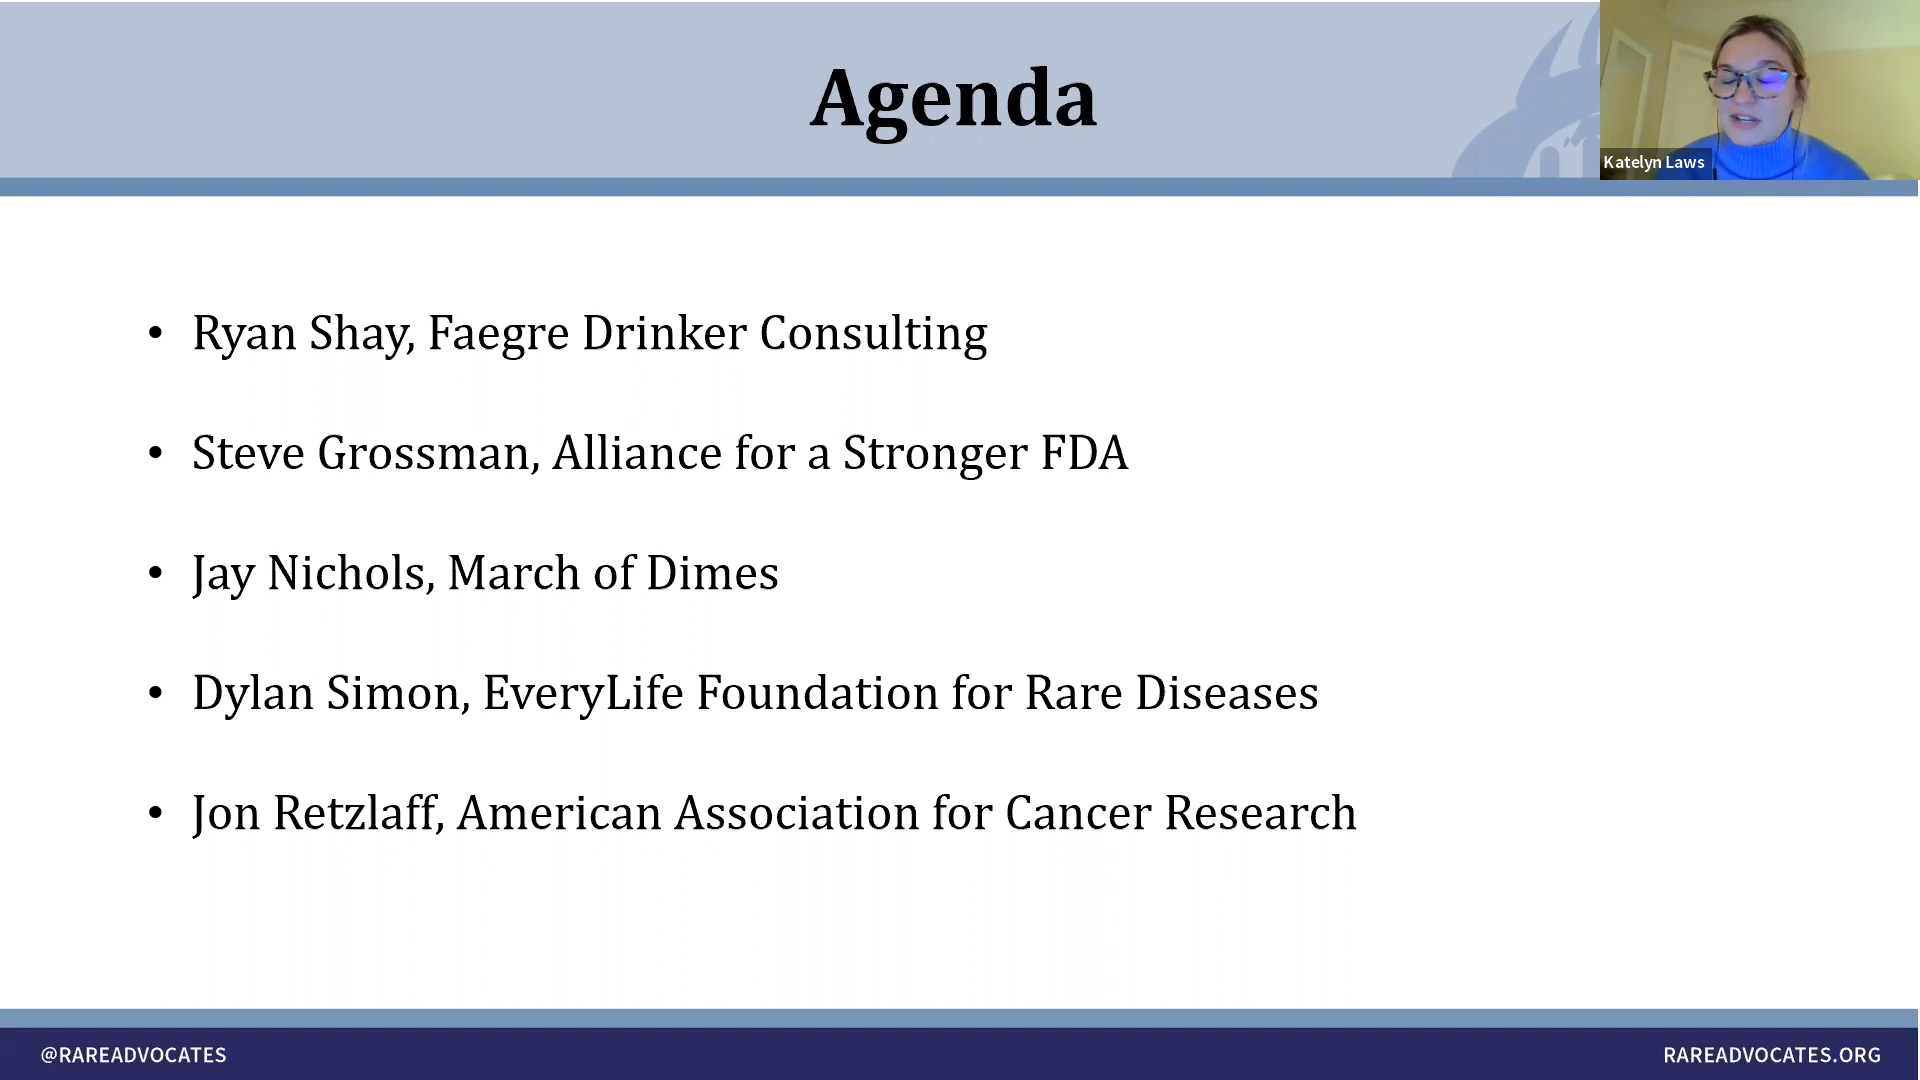 Agenda
Katelyn Laws
• Ryan Shay, Faegre Drinker Consulting
• Steve Grossman, Alliance for a Stronger FDA
• Jay Nichols, March of Dimes
• Dylan Simon, EveryLife Foundation for Rare Diseases
• Jon Retzlaff, American Association for Cancer Research
@RAREADVOCATES
RAREADVOCATES.ORG